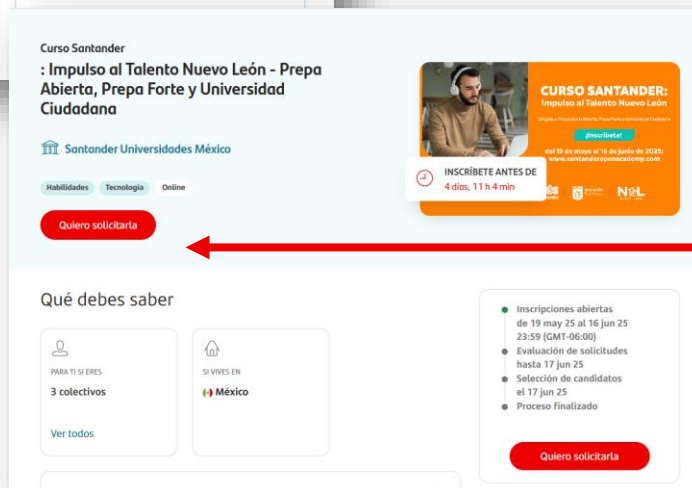 Curso Santander
: Impulso al Talento Nuevo León - Prepa
Abierta, Prepa Forte y Universidad
Ciudadana
Santander Universidades México
Habilidades Tecnología Online
Quiero solicitarla
CURSO SANTANDER:
Impulso al Talento Nuevo León
¡Inscríbete!
del 19 de mayo al 16 de junio de 2025:
www.santanderopenacademy.com
INSCRÍBETE ANTES DE
4 días, 11 h 4 min
Qué debes saber
PARA TI SI ERES
3 colectivos
Ver todos
SI VIVES EN
México
Inscripciones abiertas
de 19 may 25 al 16 jun 25
23:59 (GMT-06:00)
Evaluación de solicitudes
hasta 17 jun 25
Selección de candidatos
el 17 jun 25
Proceso finalizado
Quiero solicitarla